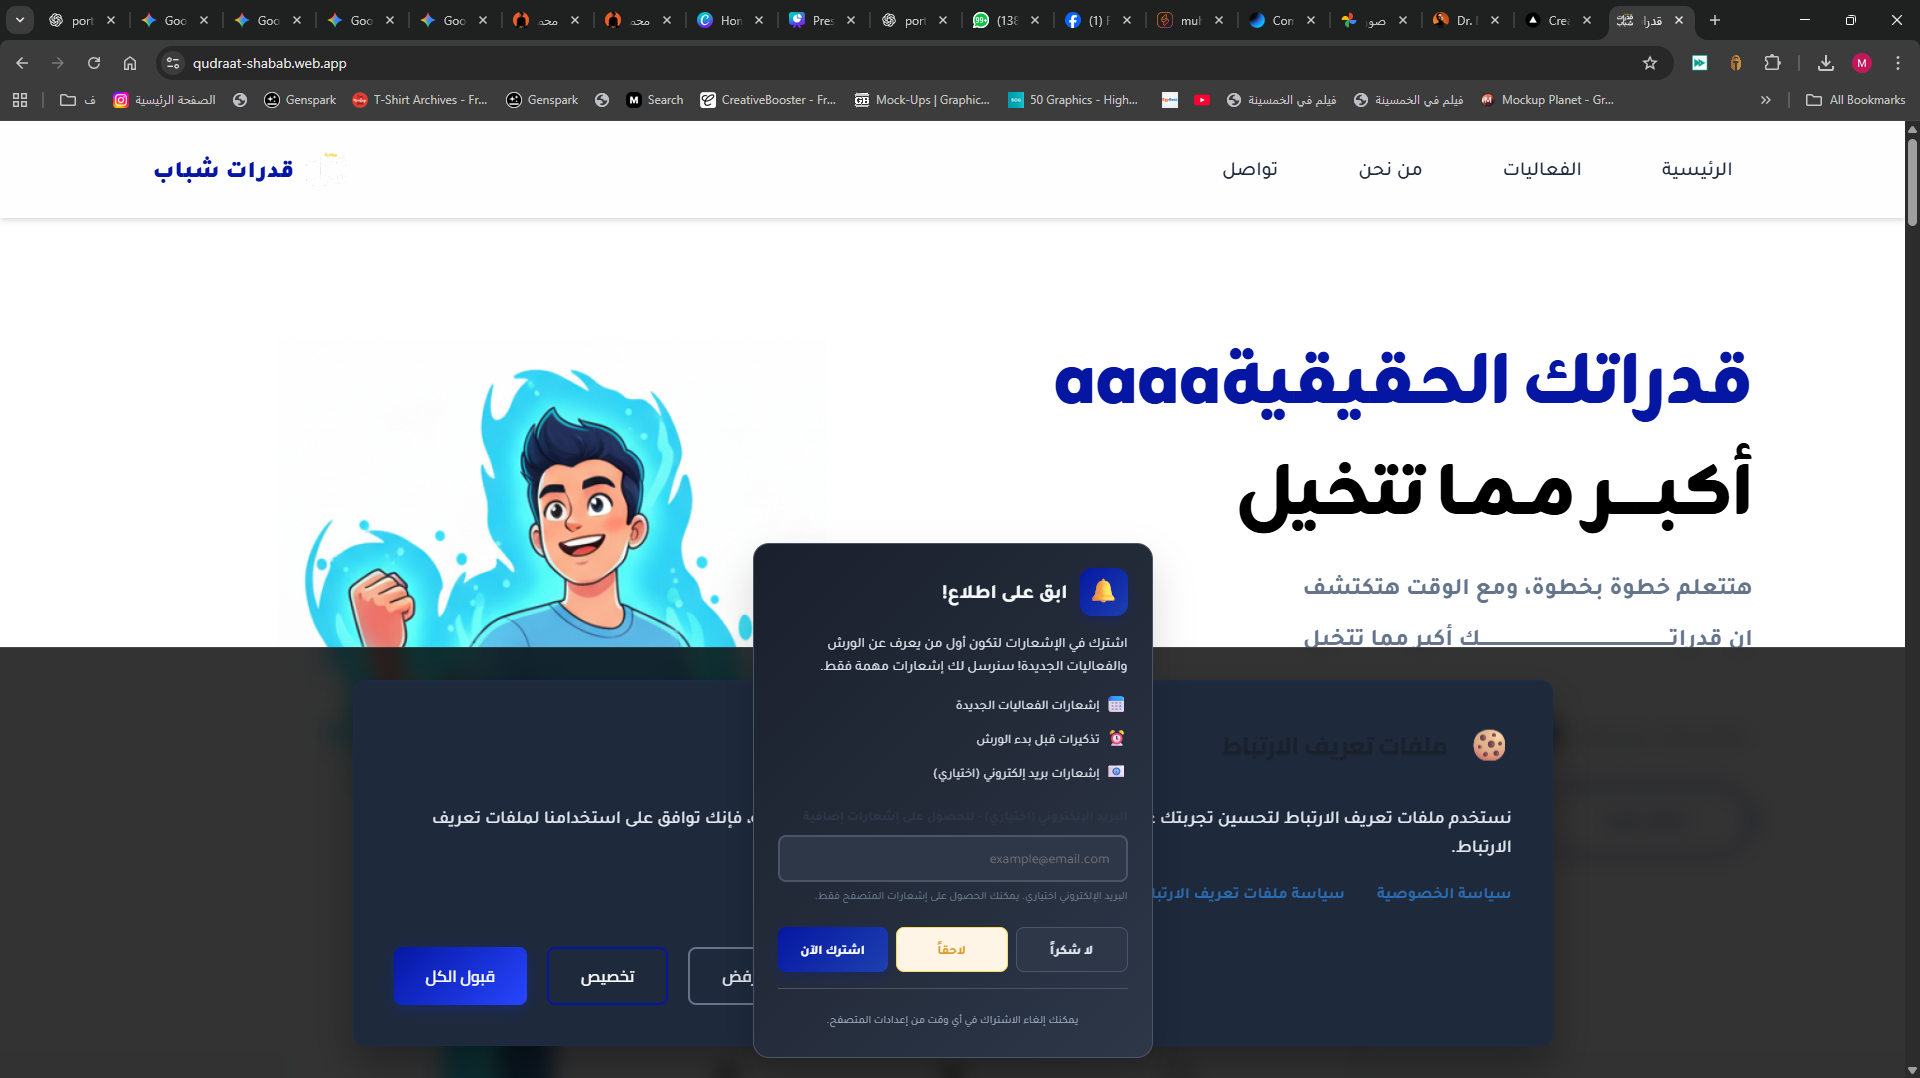 port
Goo
Goo
Goo
Goo
محم
محم
Hon
Pres
port
(138
(1) F
mul
Con
صور
Dr. I
Crea
قدرات
qudraat-shabab.web.app
M
ف
الصفحة الرئيسية
Genspark
T-Shirt Archives - Fr...
Genspark
Search
CreativeBooster - Fr...
Mock-Ups | Graphic...
50 Graphics - High...
فيلم في الخمسينة
فيلم في الخمسينة
Mockup Planet - Gr...
All Bookmarks
الرئيسية
الفعاليات
من نحن
تواصل
قدرات شباب
قدراتك الحقيقيةaaaa
أكبـــر مما تتخيل
هتتعلم خطوة بخطوة، ومع الوقت هتكتشف
ان قدراتـــــــــــــــــــــــــــــــــك أكبر مما تتخيل
ابق على اطلاع!
اشترك في الإشعارات لتكون أول من يعرف عن الورش
والفعاليات الجديدة! سنرسل لك إشعارات مهمة فقط.
إشعارات الفعاليات الجديدة
تذكيرات قبل بدء الورش
إشعارات بريد إلكتروني (اختياري)
البريد الإلكتروني (اختياري) - للحصول على إشعارات إضافية
example@email.com
البريد الإلكتروني اختياري. يمكنك الحصول على إشعارات المتصفح فقط.
لا شكراً
لاحقاً
اشترك الآن
يمكنك إلغاء الاشتراك في أي وقت من إعدادات المتصفح.
ملفات تعريف الارتباط
نستخدم ملفات تعريف الارتباط لتحسين تجربتك
، فإنك توافق على استخدامنا لملفات تعريف
الارتباط.
سياسة الخصوصية
سياسة ملفات تعريف الارتبا
رفض
تخصيص
قبول الكل